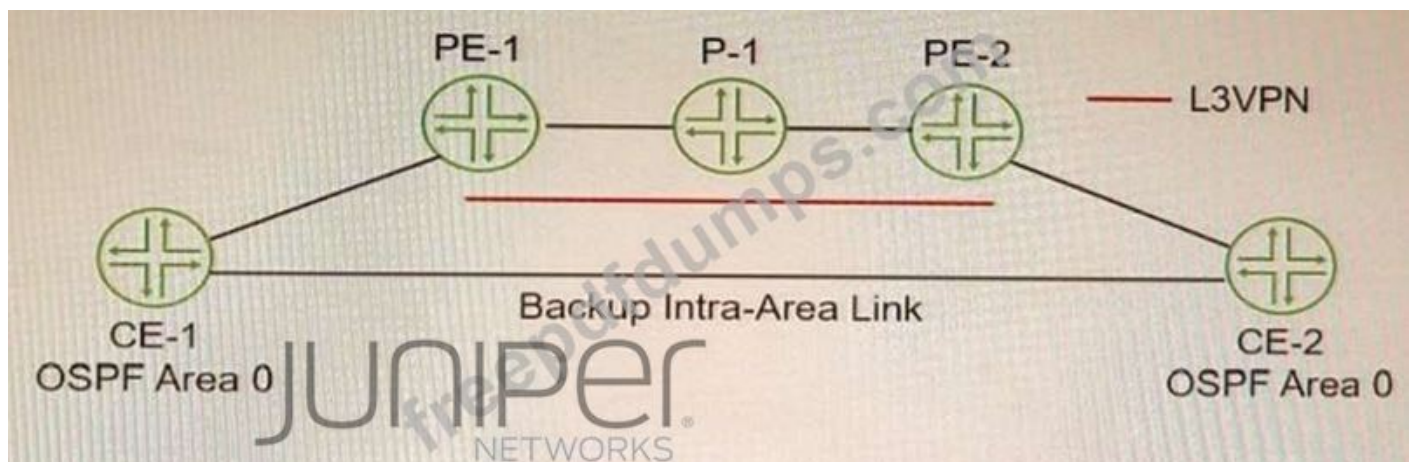 PE-1
P-1
PE-2
L3VPN
Backup Intra-Area Link
CE-1
OSPF Area 0
CE-2
OSPF Area 0
JUNIPER
NETWORKS
freepdfdumps.com